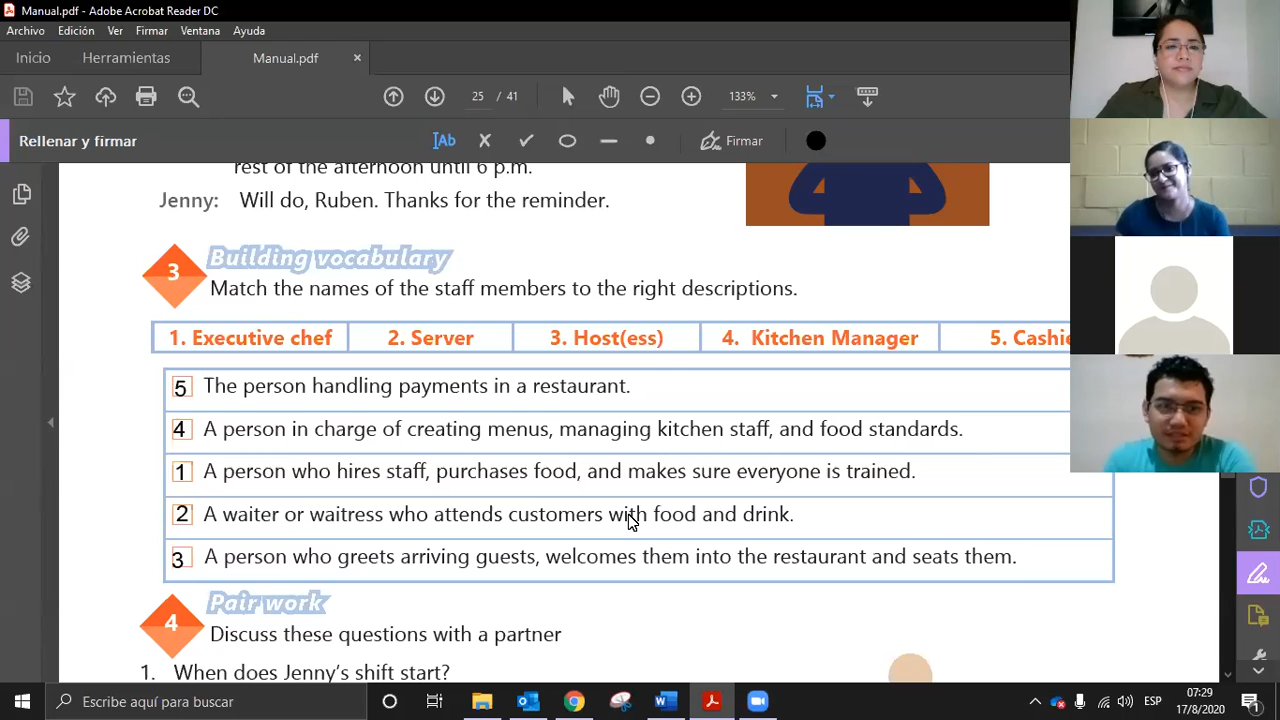 Manual.pdf - Adobe Acrobat Reader DC
Archivo Edición Ver Firmar Ventana Ayuda
Inicio Herramientas Manual.pdf ×
25 / 41 133%
Rellenar y firmar Ab Firmar
rest of the afternoon until 6 p.m.
Jenny: Will do, Ruben. Thanks for the reminder.
3 Building vocabulary
Match the names of the staff members to the right descriptions.
1. Executive chef 2. Server 3. Host(ess) 4. Kitchen Manager 5. Cashie
5 The person handling payments in a restaurant.
4 A person in charge of creating menus, managing kitchen staff, and food standards.
1 A person who hires staff, purchases food, and makes sure everyone is trained.
2 A waiter or waitress who attends customers with food and drink.
3 A person who greets arriving guests, welcomes them into the restaurant and seats them.
4 Pair work
Discuss these questions with a partner
1. When does Jenny's shift start?
Escribe aquí para buscar ESP 07:29
17/8/2020 1